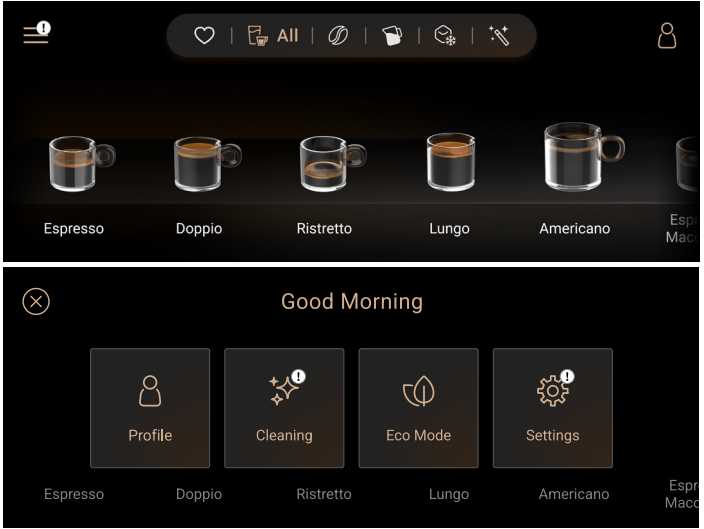 All
Espresso
Doppio
Ristretto
Lungo
Americano
Good Morning
Profile
Cleaning
Eco Mode
Settings
Espresso
Doppio
Ristretto
Lungo
Americano